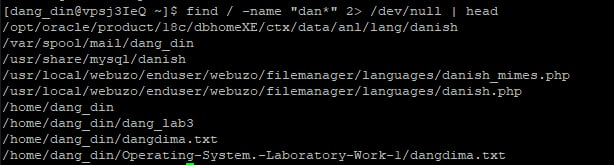 [dang_din@vpsj3IeQ ~]$ find / -name "dan*" 2> /dev/null | head
/opt/oracle/product/18c/dbhomeXE/ctx/data/anl/lang/danish
/var/spool/mail/dang_din
/usr/share/mysql/danish
/usr/local/webuzo/enduser/webuzo/filemanager/languages/danish_mimes.php
/usr/local/webuzo/enduser/webuzo/filemanager/languages/danish.php
/home/dang_din
/home/dang_din/dang_lab3
/home/dang_din/dangdima.txt
/home/dang_din/Operating-System.-Laboratory-Work-1/dangdima.txt